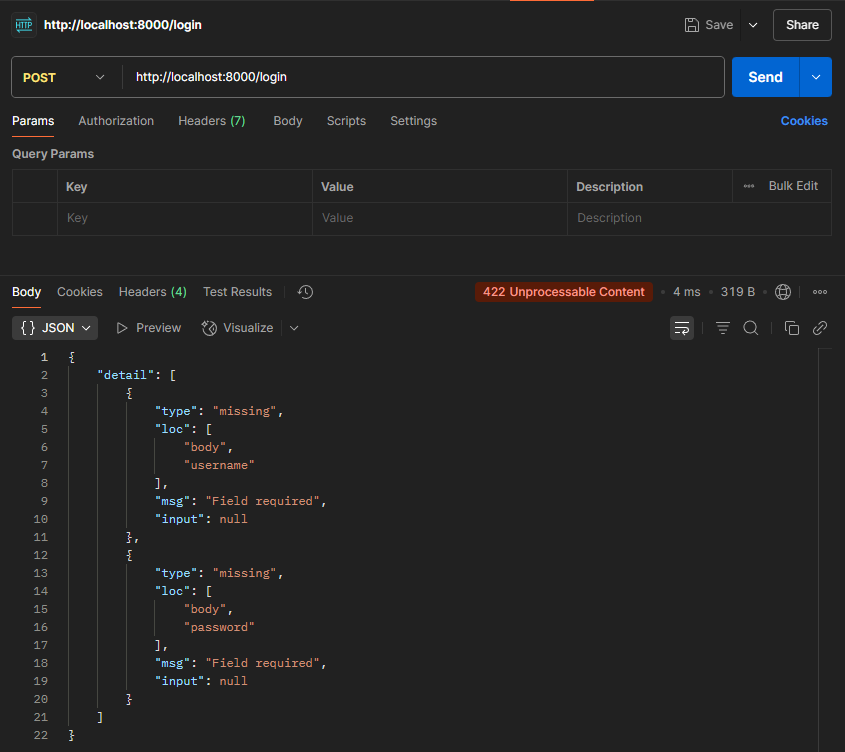 HTTP http://localhost:8000/login Save Share
POST http://localhost:8000/login Send
Params Authorization Headers (7) Body Scripts Settings Cookies
Query Params
Key Value Description ••• Bulk Edit
Key Value Description
Body Cookies Headers (4) Test Results 422 Unprocessable Content • 4 ms • 319 B • •••
{} JSON Preview Visualize
1 {
2 "detail": [
3 {
4 "type": "missing",
5 "loc": [
6 "body",
7 "username"
8 ],
9 "msg": "Field required",
10 "input": null
11 },
12 {
13 "type": "missing",
14 "loc": [
15 "body",
16 "password"
17 ],
18 "msg": "Field required",
19 "input": null
20 }
21 ]
22 }